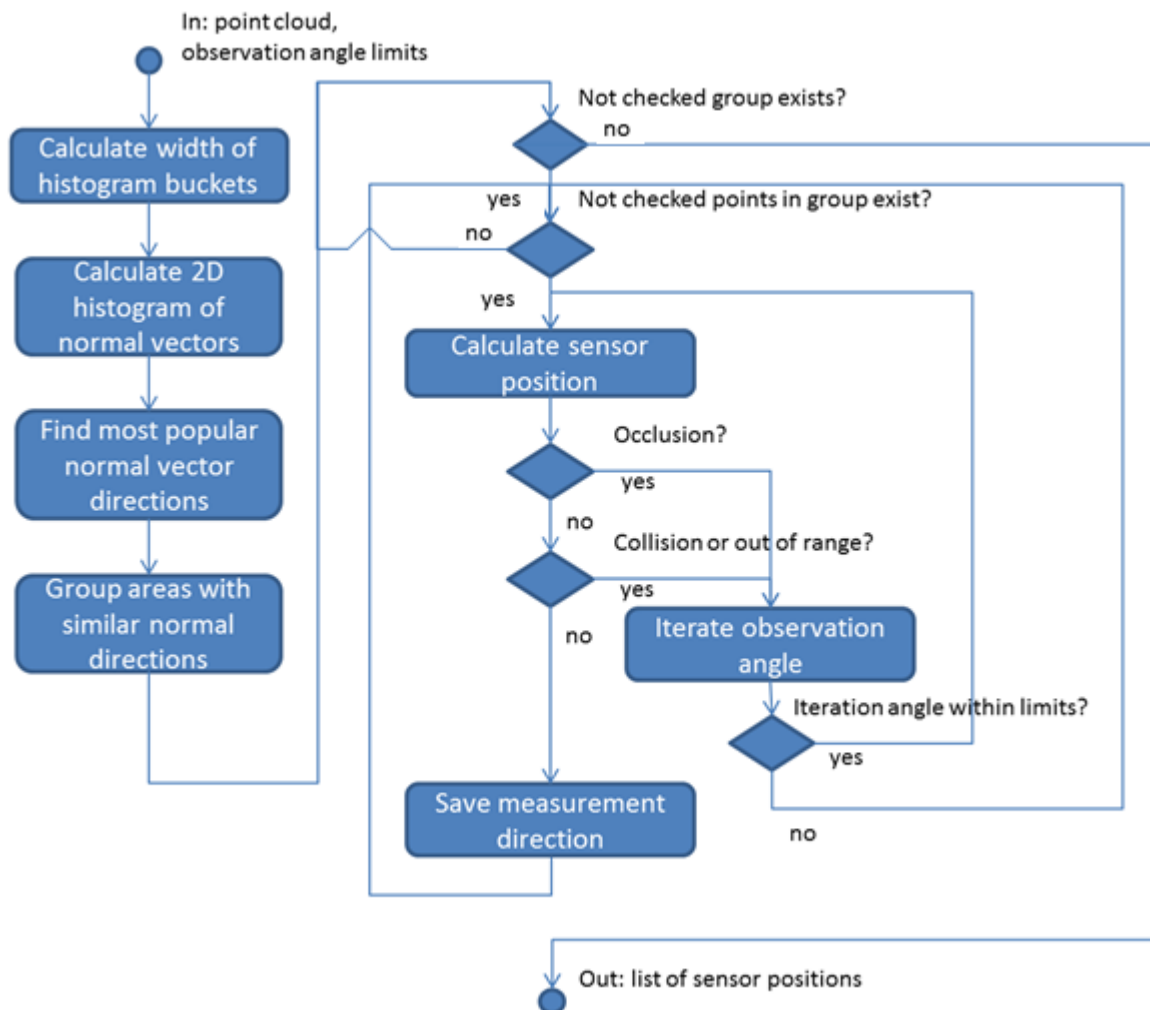 In: point cloud,
observation angle limits
Calculate width of
histogram buckets
Calculate 2D
histogram of
normal vectors
Find most popular
normal vector
directions
Group areas with
similar normal
directions
Not checked group exists?
no
yes
Not checked points in group exist?
no
yes
Calculate sensor
position
Occlusion?
yes
no
Collision or out of range?
yes
no
Iterate observation
angle
Iteration angle within limits?
yes
no
Save measurement
direction
Out: list of sensor positions